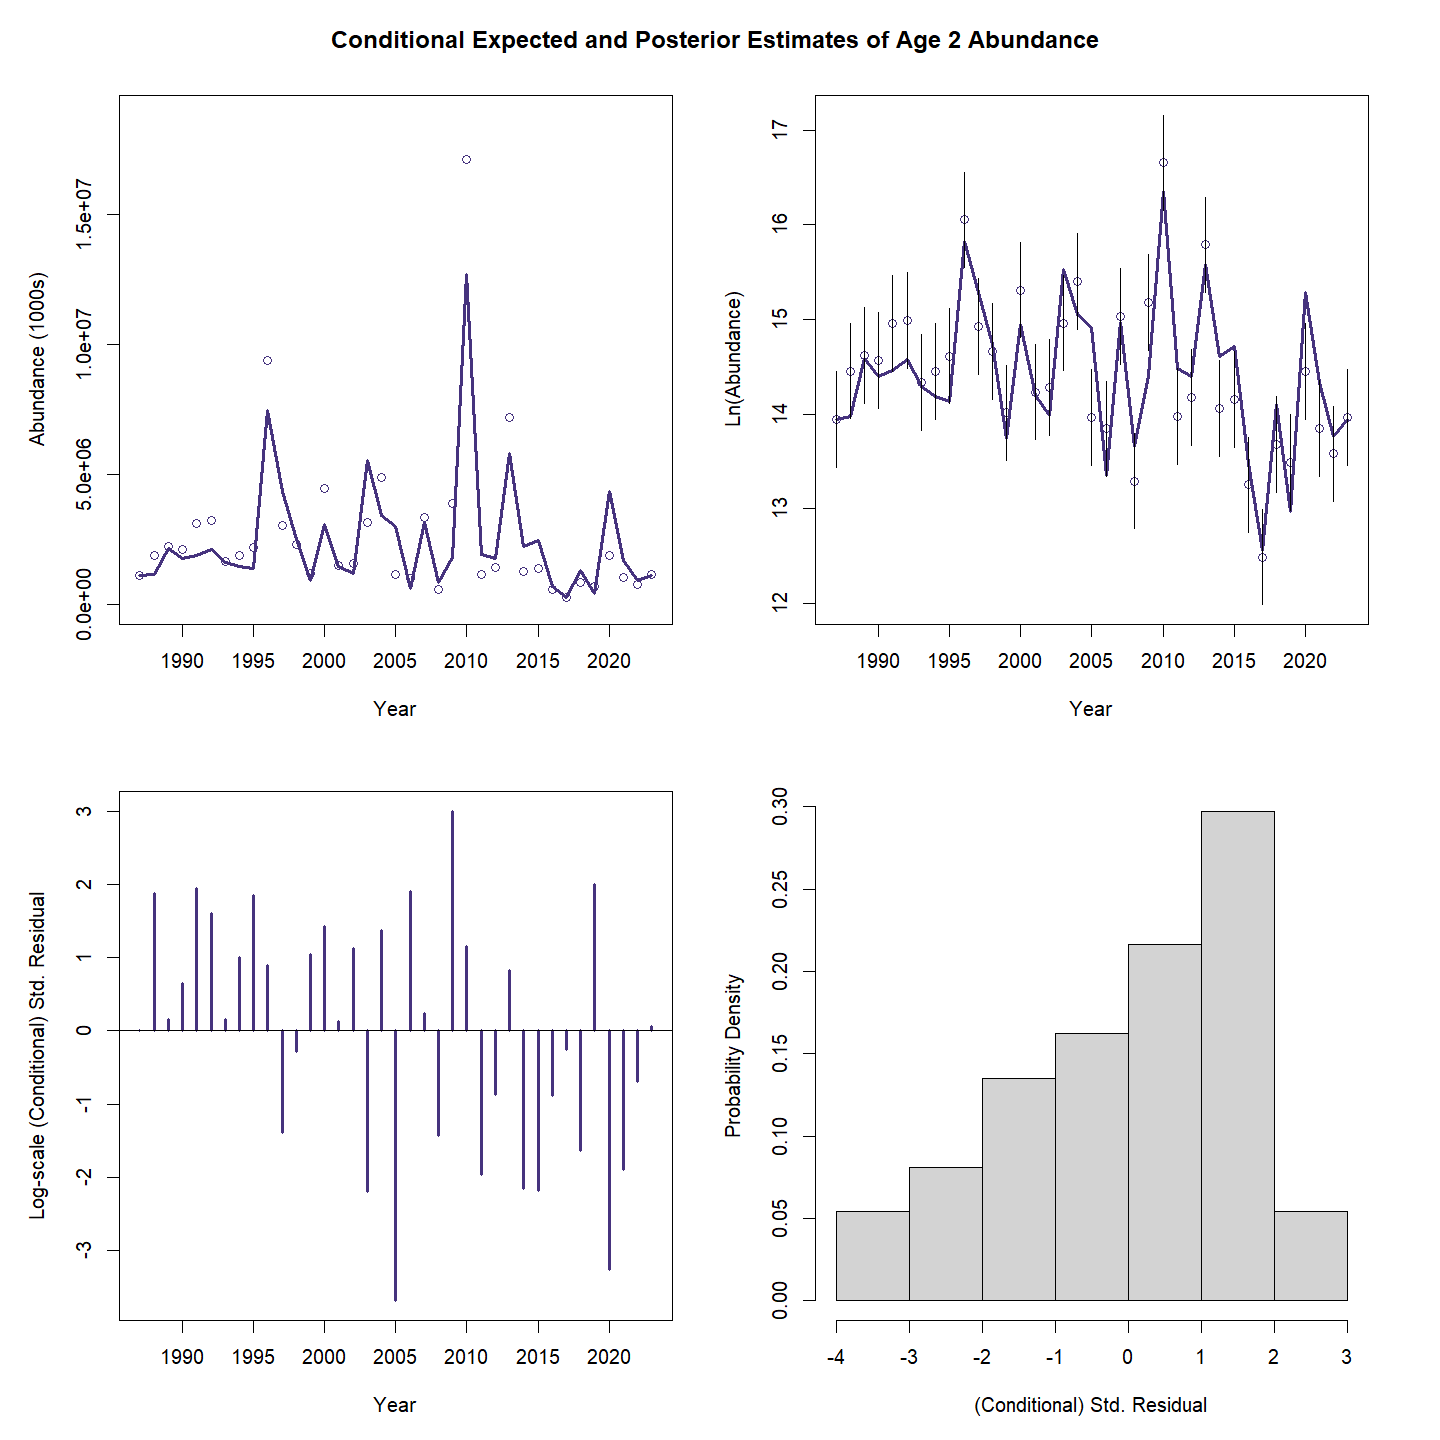 Conditional Expected and Posterior Estimates of Age 2 Abundance
Abundance (1000s)
0.0e+00 5.0e+06 1.0e+07 1.5e+07
1990 1995 2000 2005 2010 2015 2020
Year
Ln(Abundance)
12 13 14 15 16 17
1990 1995 2000 2005 2010 2015 2020
Year
Log-scale (Conditional) Std. Residual
-3 -2 -1 0 1 2 3
1990 1995 2000 2005 2010 2015 2020
Year
Probability Density
0.00 0.05 0.10 0.15 0.20 0.25 0.30
-4 -3 -2 -1 0 1 2 3
(Conditional) Std. Residual